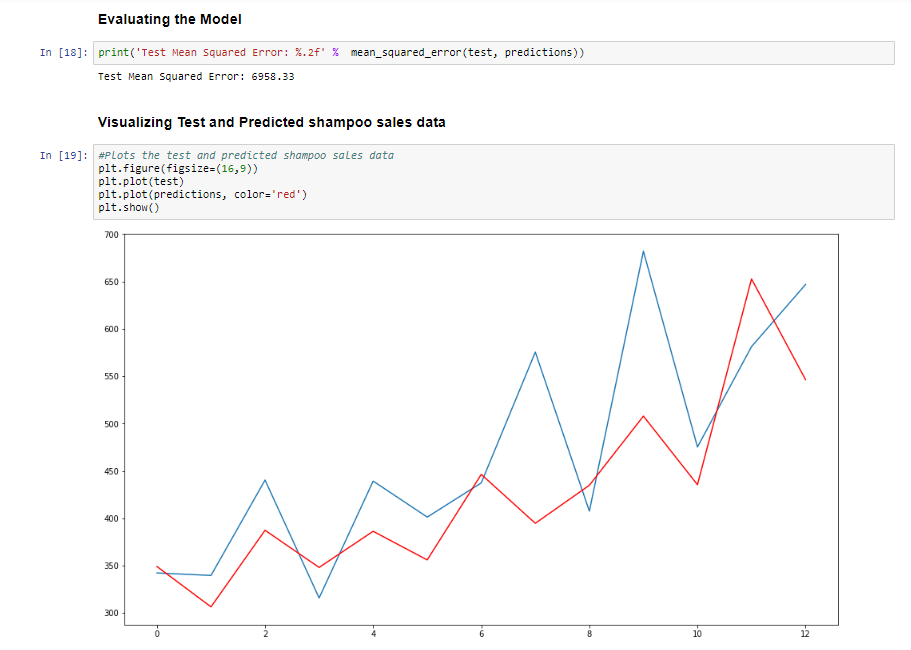 Evaluating the Model
In [18]: print('Test Mean Squared Error: %.2f' %  mean_squared_error(test, predictions))
Test Mean Squared Error: 6958.33
Visualizing Test and Predicted shampoo sales data
In [19]: #Plots the test and predicted shampoo sales data
plt.figure(figsize=(16,9))
plt.plot(test)
plt.plot(predictions, color='red')
plt.show()
700
650
600
550
500
450
400
350
300
0 2 4 6 8 10 12